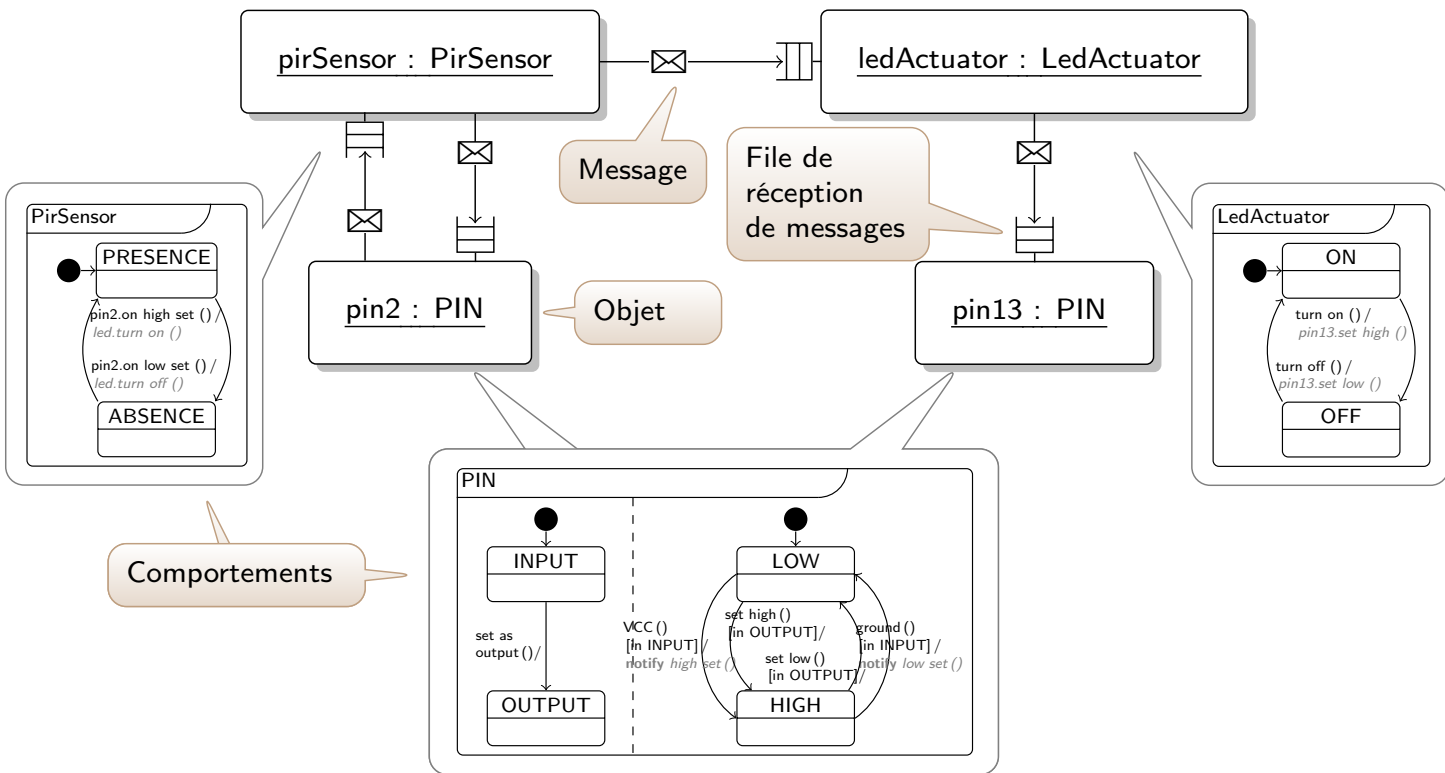 pirSensor : PirSensor
ledActuator : LedActuator
Message
File de
réception
de messages
PirSensor
PRESENCE
pin2.on high set () /
led.turn on ()
pin2.on low set () /
led.turn off ()
ABSENCE
pin2 : PIN
Objet
pin13 : PIN
LedActuator
ON
turn on () /
pin13.set high ()
turn off () /
pin13.set low ()
OFF
Comportements
PIN
INPUT
set as
output () /
OUTPUT
LOW
VCC ()
[in INPUT] /
notify high set ()
set high ()
[in OUTPUT] /
set low ()
[in OUTPUT] /
ground ()
[in INPUT] /
notify low set ()
HIGH